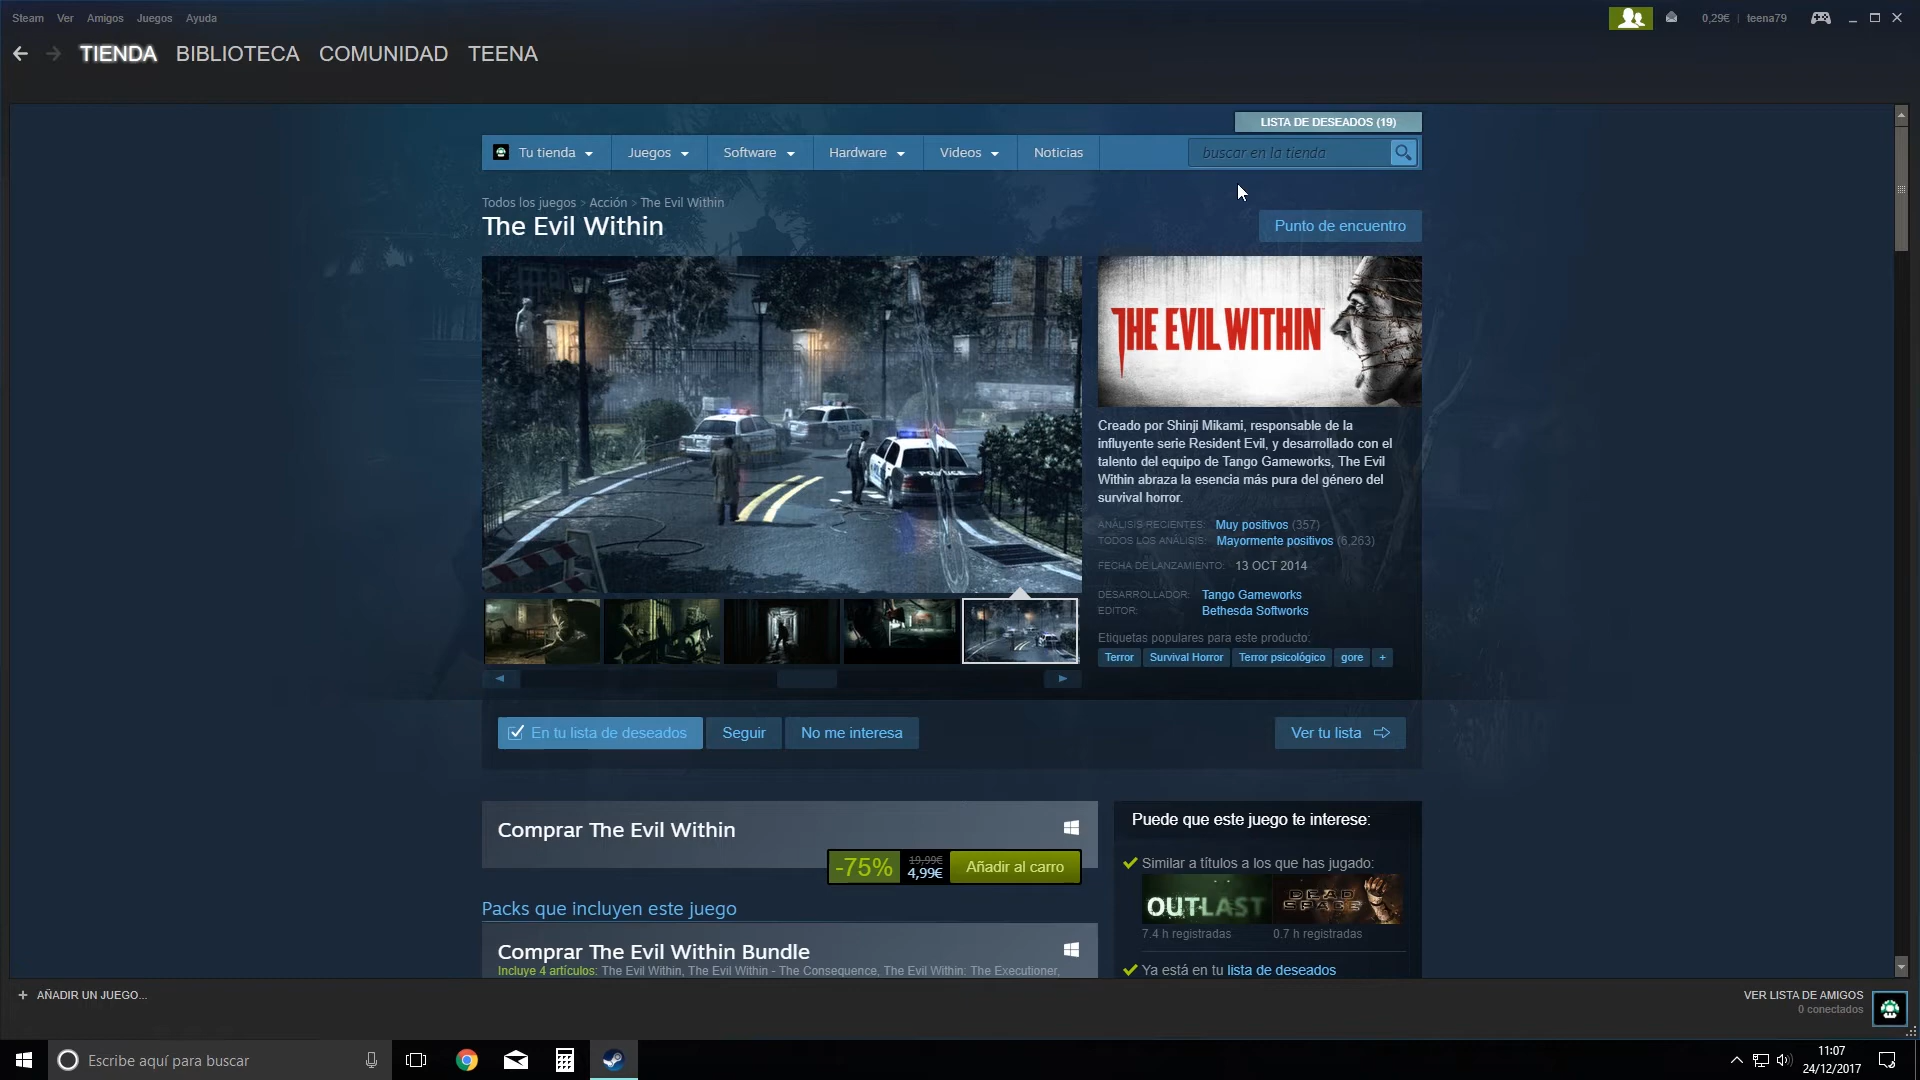 Steam Ver Amigos Juegos Ayuda
0,29€ | teena79
TIENDA BIBLIOTECA COMUNIDAD TEENA
LISTA DE DESEADOS (19)
Tu tienda Juegos Software Hardware Videos Noticias
buscar en la tienda
Todos los juegos > Acción > The Evil Within
The Evil Within
Punto de encuentro
POLICE
THE EVIL WITHIN
Creado por Shinji Mikami, responsable de la
influyente serie Resident Evil, y desarrollado con el
talento del equipo de Tango Gameworks, The Evil
Within abraza la esencia más pura del género del
survival horror.
ANÁLISIS RECIENTES: Muy positivos (357)
TODOS LOS ANÁLISIS: Mayormente positivos (6,263)
FECHA DE LANZAMIENTO: 13 OCT 2014
DESARROLLADOR: Tango Gameworks
EDITOR: Bethesda Softworks
Etiquetas populares para este producto:
Terror Survival Horror Terror psicológico gore +
En tu lista de deseados Seguir No me interesa
Ver tu lista
Comprar The Evil Within
-75% 19,99€ 4,99€ Añadir al carro
Packs que incluyen este juego
Comprar The Evil Within Bundle
Incluye 4 artículos: The Evil Within, The Evil Within - The Consequence, The Evil Within: The Executioner,
Puede que este juego te interese:
Similar a títulos a los que has jugado:
OUTLAST DEAD SPACE
7.4 h registradas 0.7 h registradas
Ya está en tu lista de deseados
+ AÑADIR UN JUEGO...
VER LISTA DE AMIGOS
0 conectados
Escribe aquí para buscar
11:07
24/12/2017